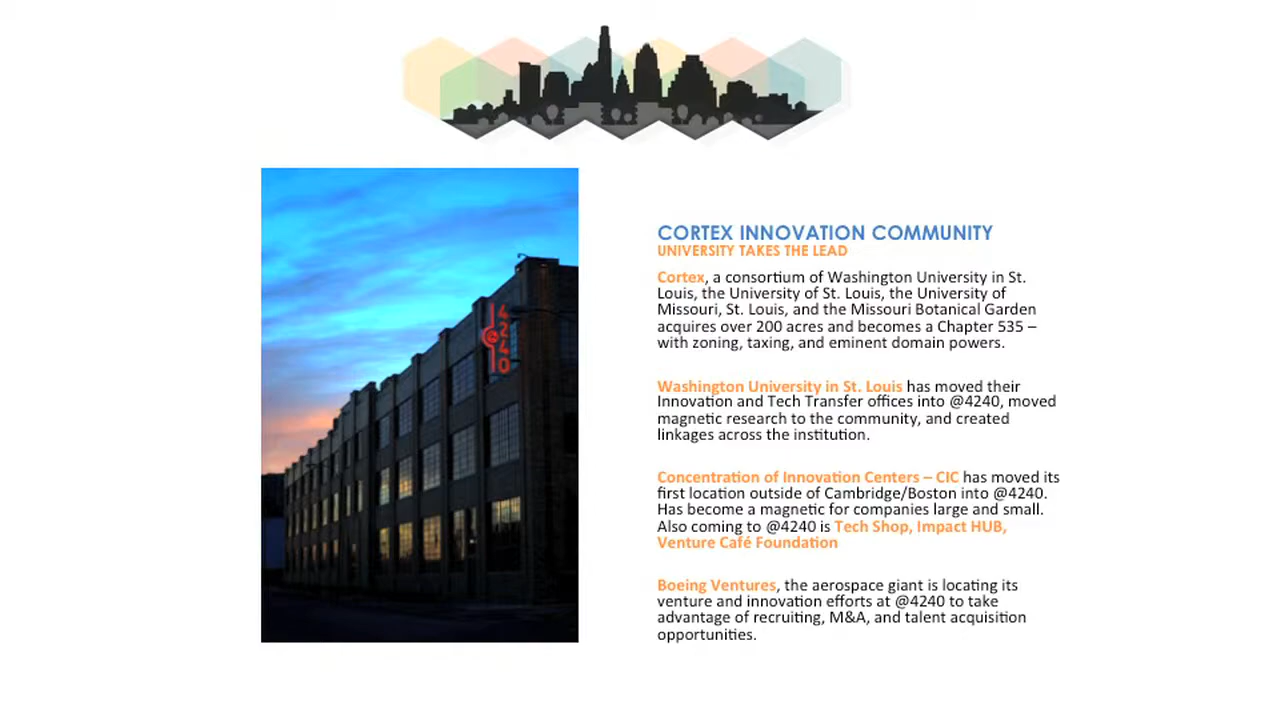 CORTEX INNOVATION COMMUNITY
UNIVERSITY TAKES THE LEAD
Cortex, a consortium of Washington University in St.
Louis, the University of St. Louis, the University of
Missouri, St. Louis, and the Missouri Botanical Garden
acquires over 200 acres and becomes a Chapter 535 –
with zoning, taxing, and eminent domain powers.
Washington University in St. Louis has moved their
Innovation and Tech Transfer offices into @4240, moved
magnetic research to the community, and created
linkages across the institution.
Concentration of Innovation Centers – CIC has moved its
first location outside of Cambridge/Boston into @4240.
Has become a magnetic for companies large and small.
Also coming to @4240 is Tech Shop, Impact HUB,
Venture Café Foundation
Boeing Ventures, the aerospace giant is locating its
venture and innovation efforts at @4240 to take
advantage of recruiting, M&A, and talent acquisition
opportunities.
@4240